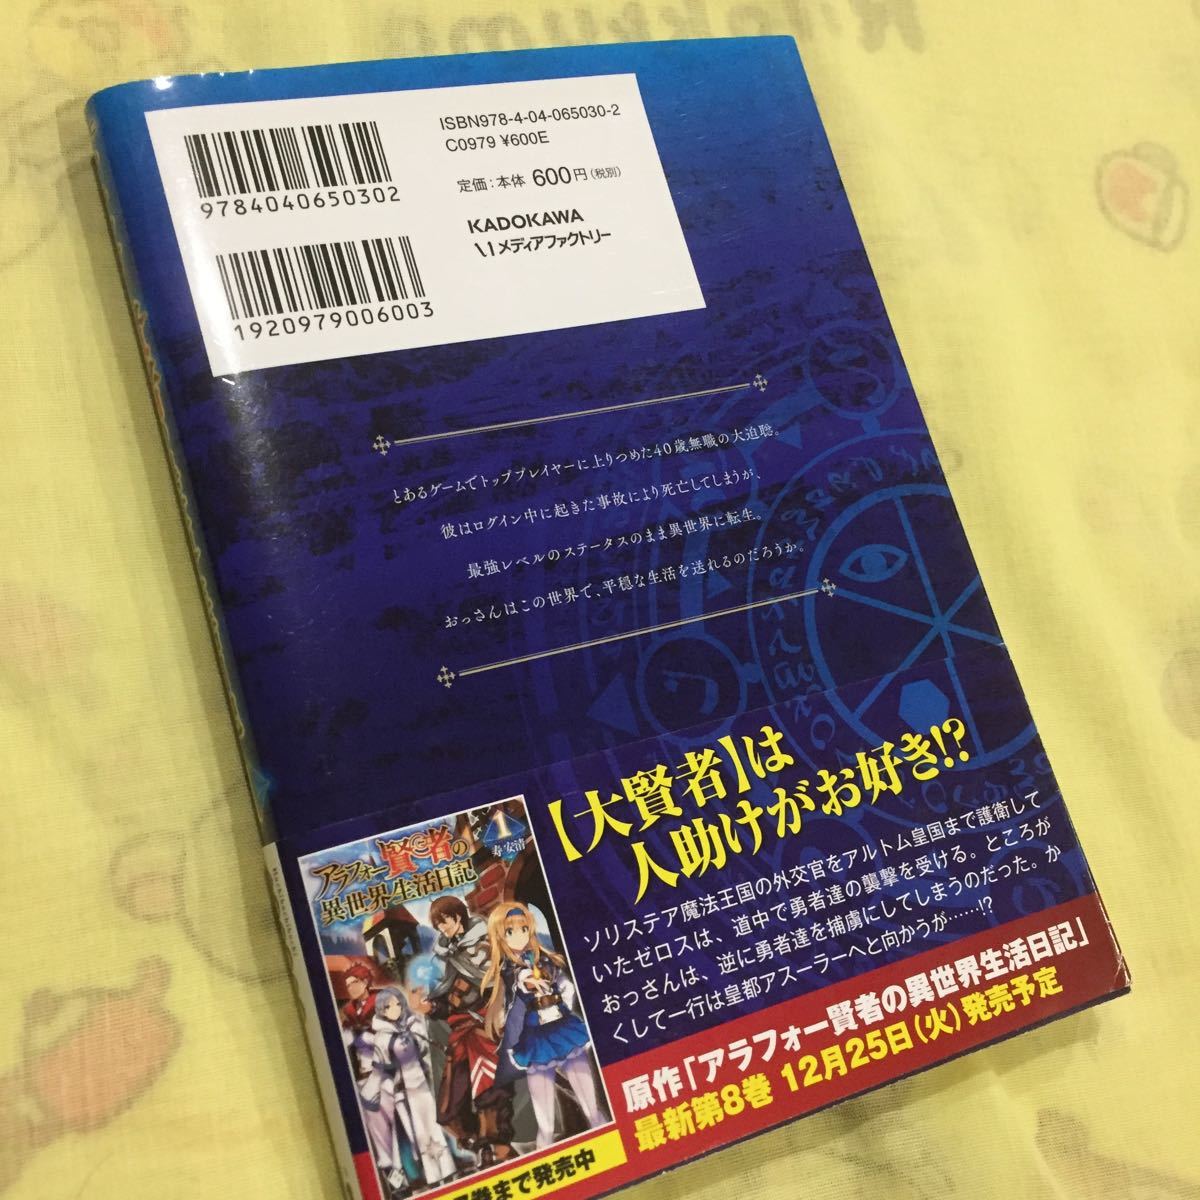 Rilakkuma
ISBN978-4-04-065030-2
C0979 ¥600E
定価:本体 600円(税別)
KADOKAWA
メディアファクトリー
9784040650302
1920979006003
とあるゲームでトッププレイヤーに上りつめた40歳無職の大迫聡。
彼はログイン中に起きた事故により死亡してしまうが、
最強レベルのステータスのまま異世界に転生。
おっさんはこの世界で、平穏な生活を送れるのだろうか。
【大賢者】は
人助けがお好き!?
ソリステア魔法王国の外交官をアルトム皇国まで護衛して
いたゼロスは、道中で勇者達の襲撃を受ける。ところが
おっさんは、逆に勇者達を捕虜にしてしまうのだった。か
くして一行は皇都アスーラーへと向かうが……!?
原作「アラフォー賢者の異世界生活日記」
最新第8巻 12月25日(火)発売予定
アラフォー賢者の
異世界生活日記
1
寿安清
巻まで発売中